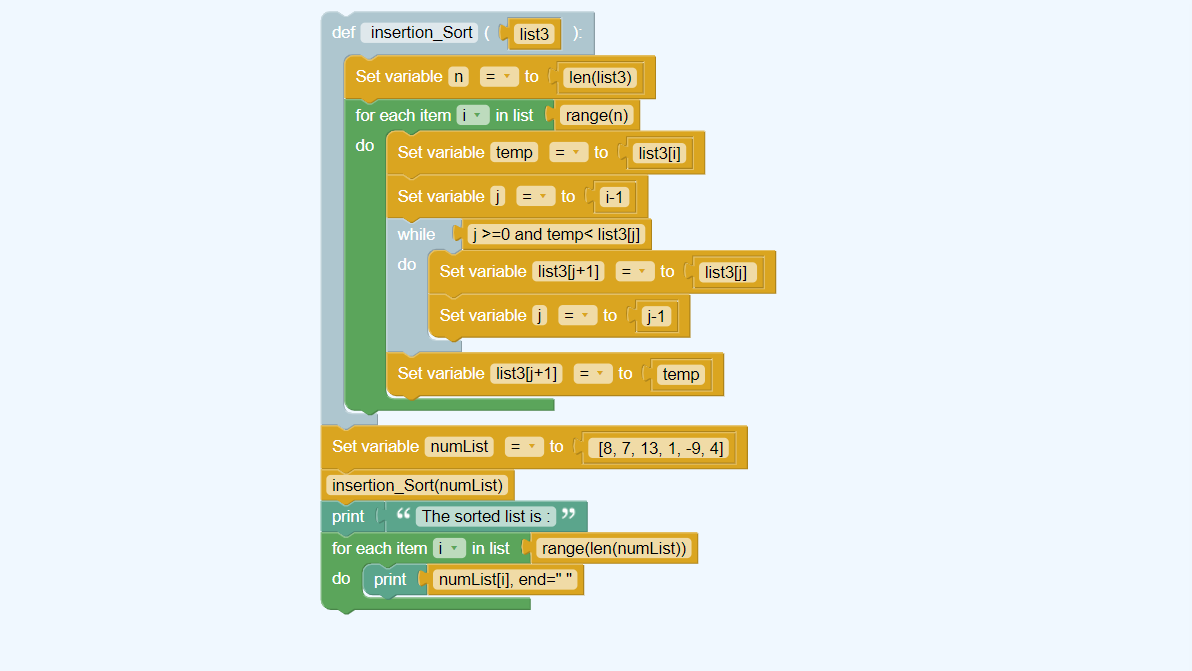 def insertion_Sort ( list3 ):
Set variable n = to len(list3)
for each item i in list range(n)
do
Set variable temp = to list3[i]
Set variable j = to i-1
while j >=0 and temp< list3[j]
do
Set variable list3[j+1] = to list3[j]
Set variable j = to j-1
Set variable list3[j+1] = to temp
Set variable numList = to [8, 7, 13, 1, -9, 4]
insertion_Sort(numList)
print “ The sorted list is : ”
for each item i in list range(len(numList))
do print numList[i], end=" "